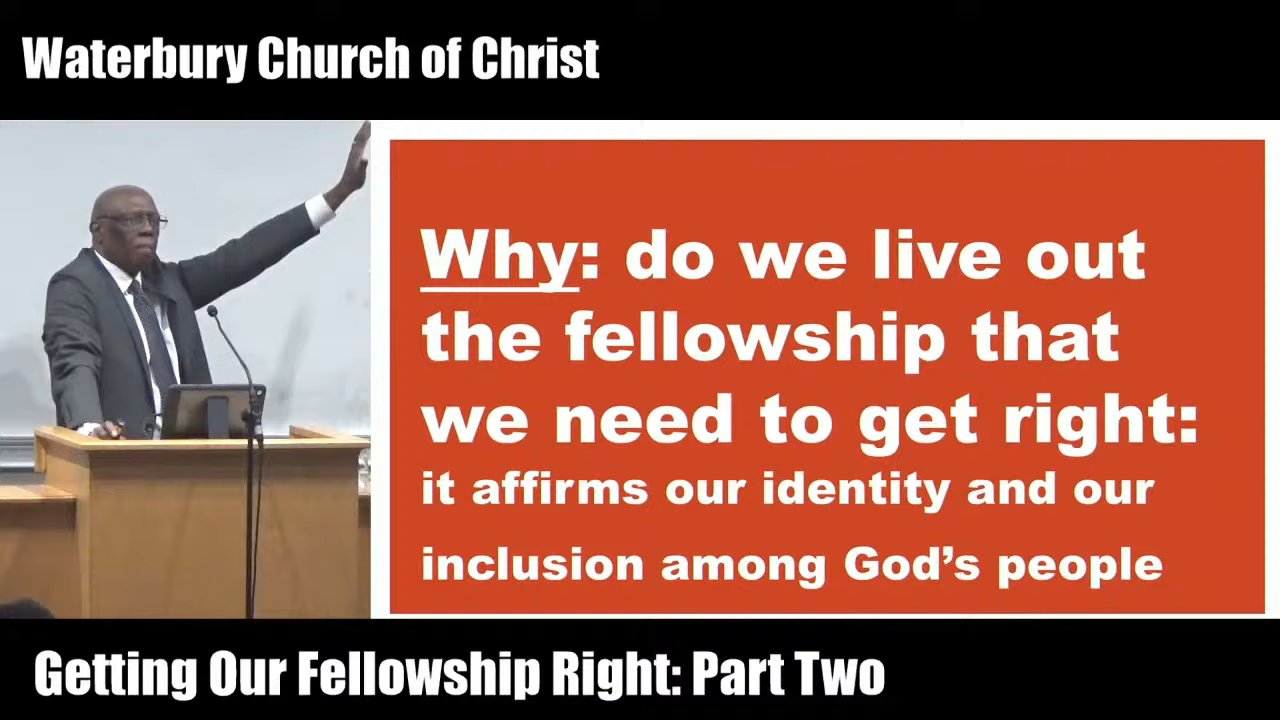 Waterbury Church of Christ
Why: do we live out
the fellowship that
we need to get right:
it affirms our identity and our
inclusion among God’s people
Getting Our Fellowship Right: Part Two